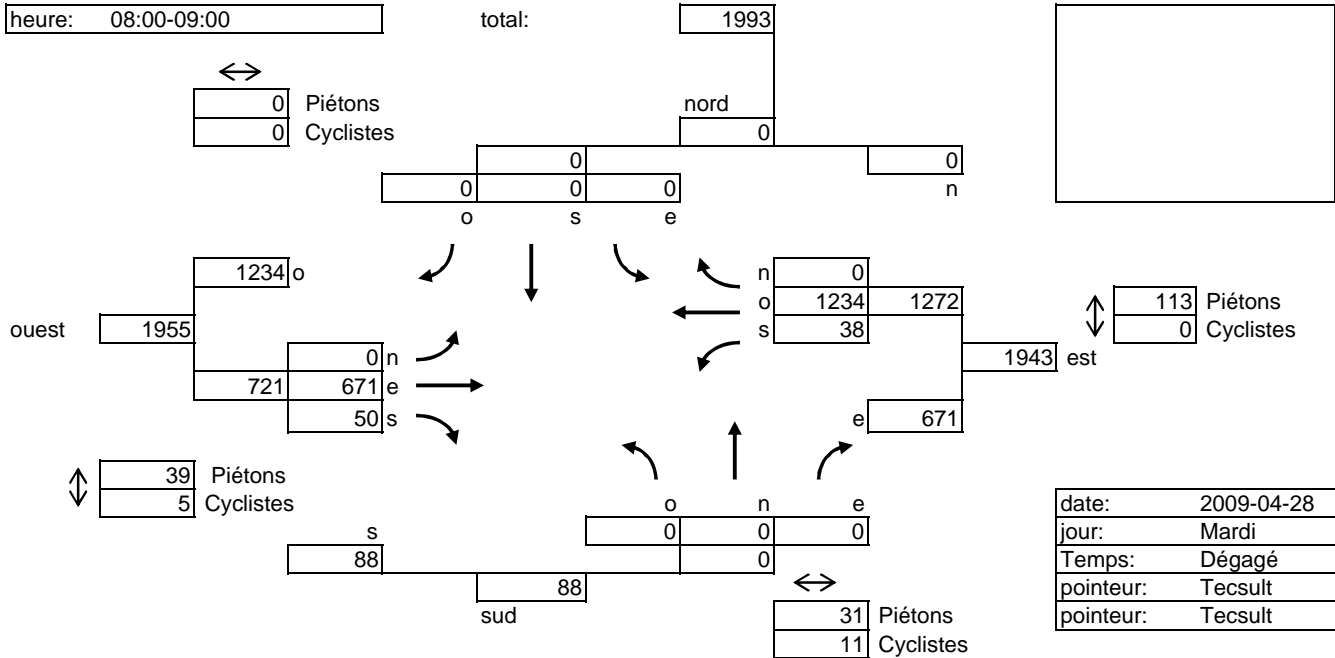 heure: 08:00-09:00 total: 1993
0 Piétons nord
0 Cyclistes 0
0 0
0 0 0 n
o s e
1234 o n 0
o 1234 1272 113 Piétons
ouest 1955 s 38 0 Cyclistes
0 n 1943 est
721 671 e
50 s e 671
39 Piétons
5 Cyclistes o n e date: 2009-04-28
s 0 0 0 jour: Mardi
88 0 Temps: Dégagé
88 pointeur: Tecsult
sud 31 Piétons pointeur: Tecsult
11 Cyclistes